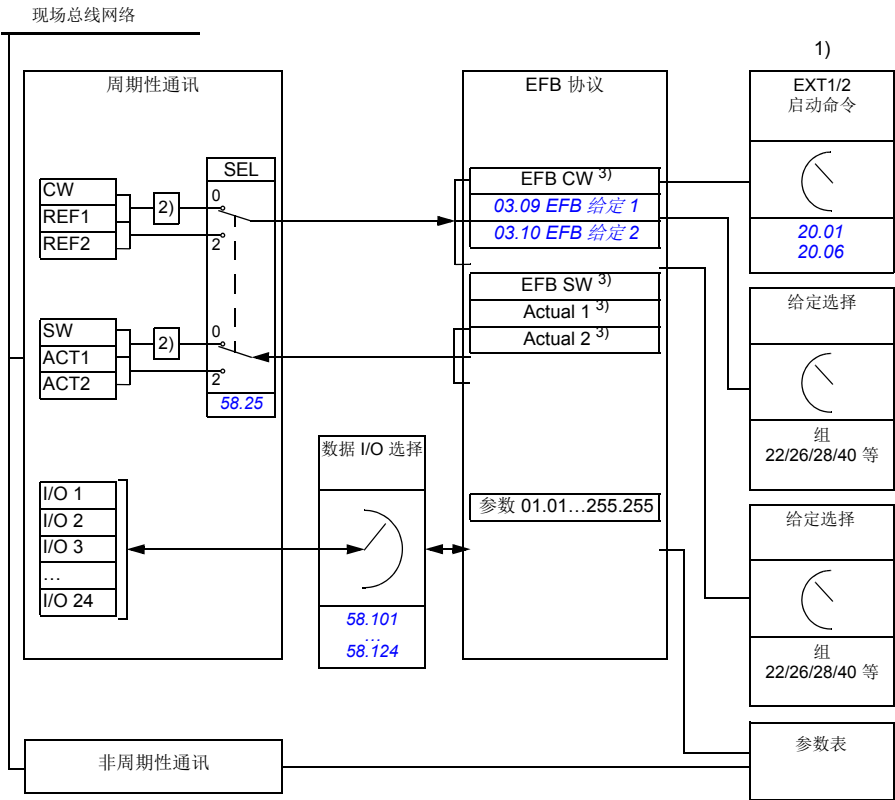 现场总线网络
周期性通讯
CW
REF1
REF2
2)
SEL
0
2
SW
ACT1
ACT2
2)
0
2
58.25
I/O 1
I/O 2
I/O 3
…
I/O 24
数据 I/O 选择
58.101
…
58.124
EFB 协议
EFB CW 3)
03.09 EFB 给定 1
03.10 EFB 给定 2
EFB SW 3)
Actual 1 3)
Actual 2 3)
参数 01.01…255.255
1)
EXT1/2
启动命令
20.01
20.06
给定选择
组
22/26/28/40 等
给定选择
组
22/26/28/40 等
非周期性通讯
参数表